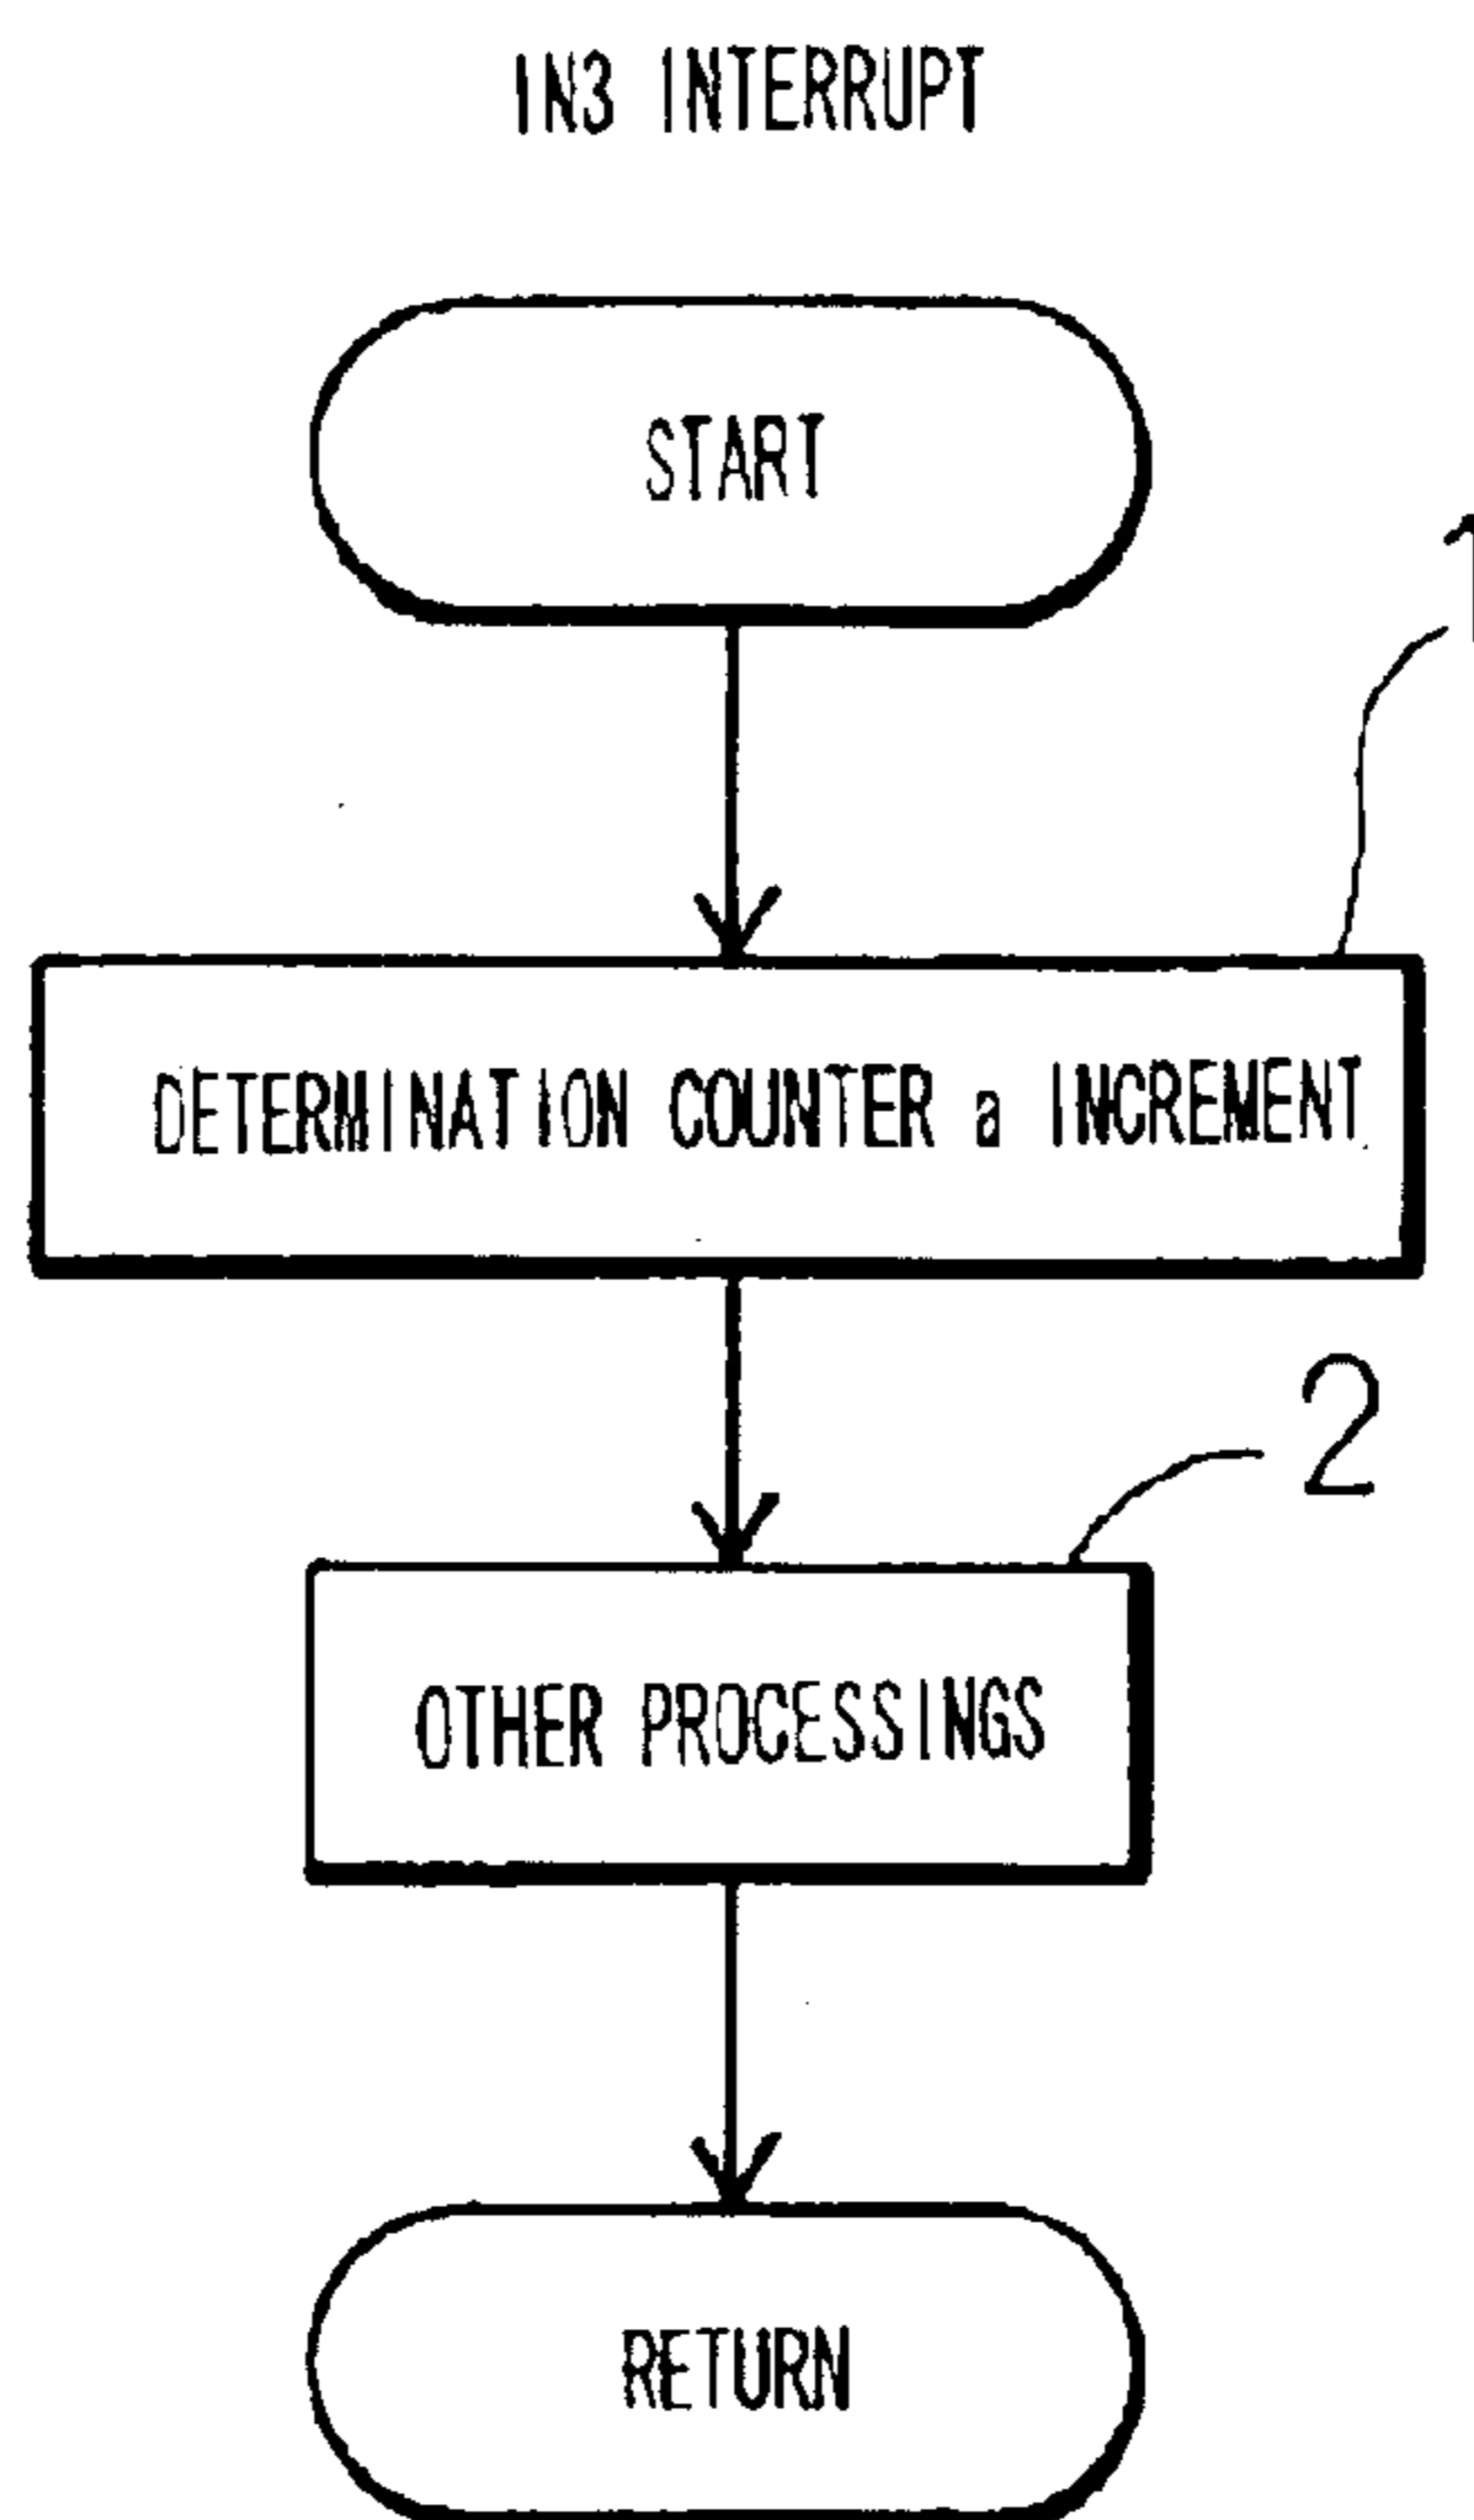 IN3 INTERRUPT
START
1
DETERMINATION COUNTER a INCREMENT
2
OTHER PROCESSINGS
RETURN